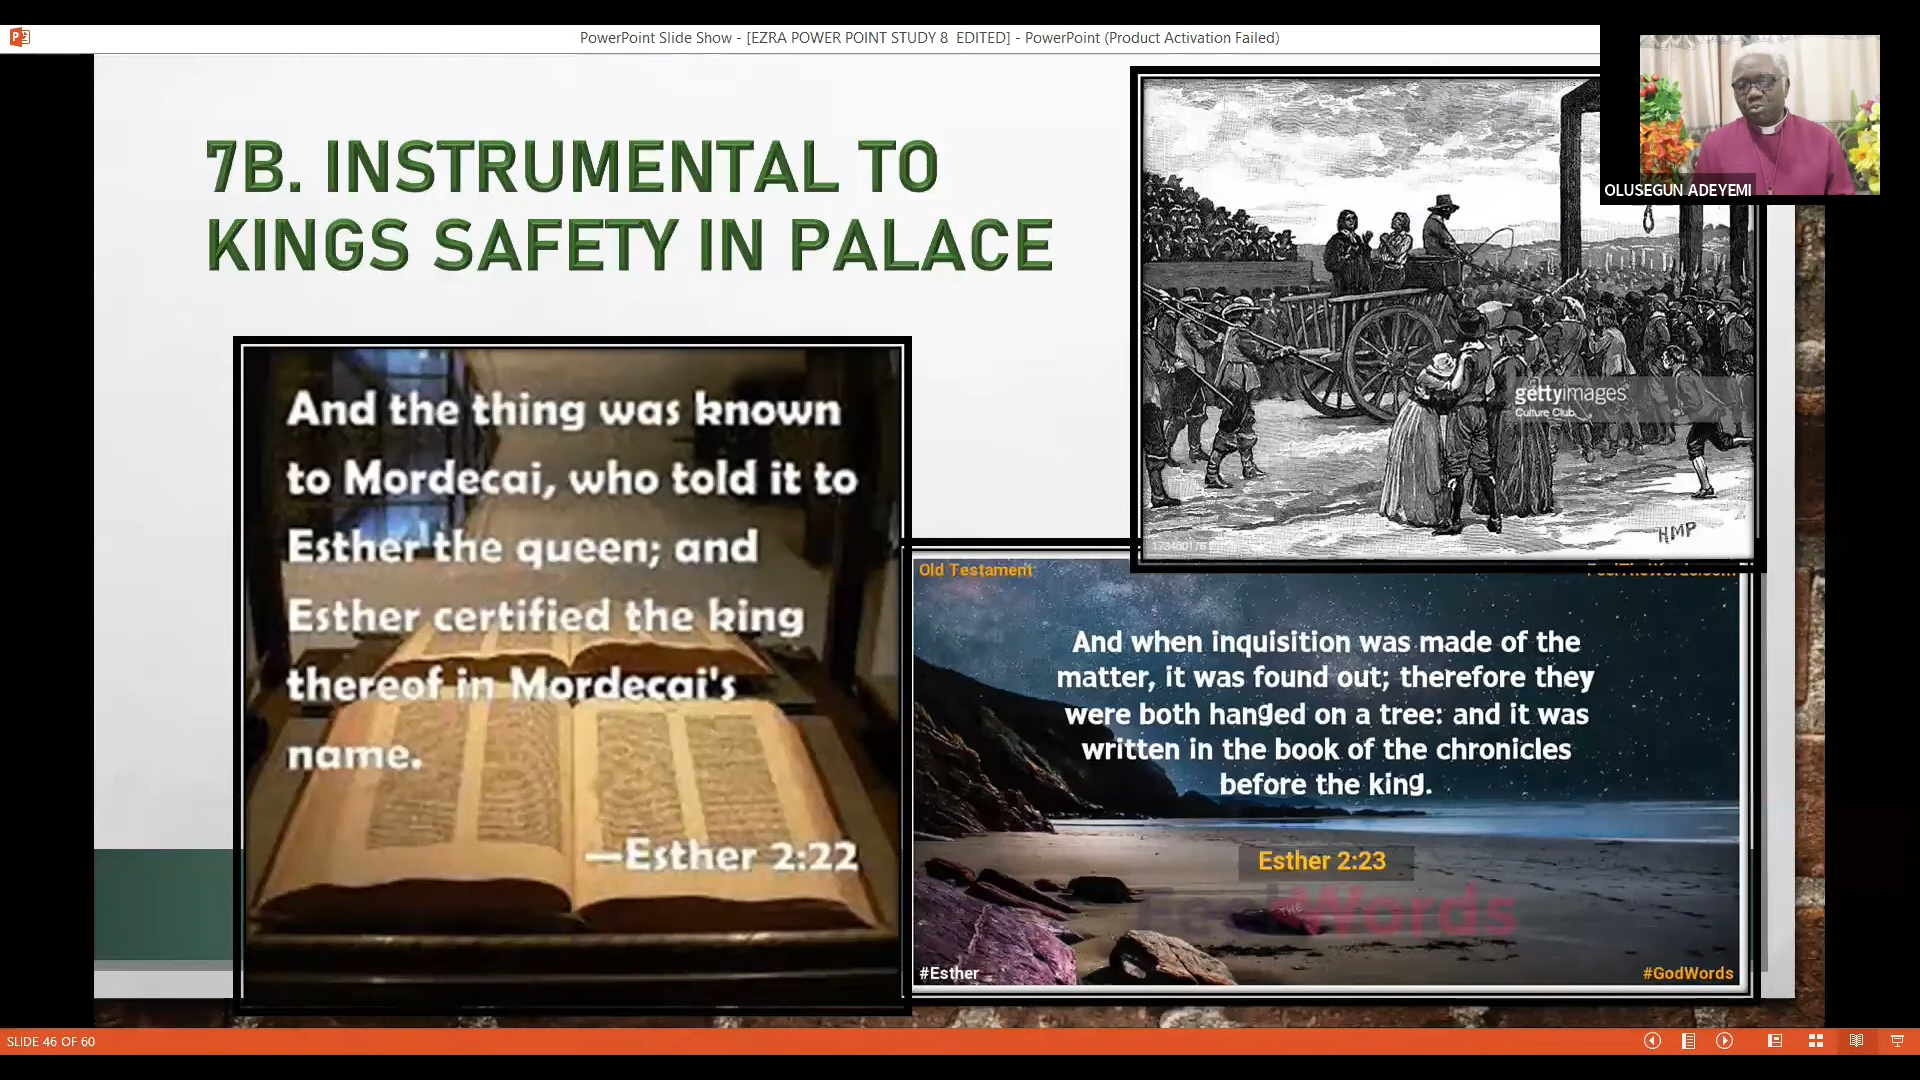 PowerPoint Slide Show - [EZRA POWER POINT STUDY 8 EDITED] - PowerPoint (Product Activation Failed)
OLUSEGUN ADEYEMI
7B. INSTRUMENTAL TO
KINGS SAFETY IN PALACE
gettyimages
Culture Club
HMP
And the thing was known
to Mordecai, who told it to
Esther the queen; and
Esther certified the king
thereof in Mordecai's
name.
—Esther 2:22
Old Testament
And when inquisition was made of the
matter, it was found out; therefore they
were both hanged on a tree: and it was
written in the book of the chronicles
before the king.
Esther 2:23
THE
Words
#Esther
#GodWords
SLIDE 46 OF 60